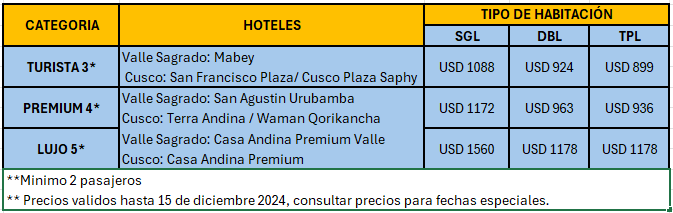 CATEGORIA HOTELES TIPO DE HABITACIÓN
SGL DBL TPL
TURISTA 3* Valle Sagrado: Mabey
Cusco: San Francisco Plaza/ Cusco Plaza Saphy USD 1088 USD 924 USD 899
PREMIUM 4* Valle Sagrado: San Agustin Urubamba
Cusco: Terra Andina / Waman Qorikancha USD 1172 USD 963 USD 936
LUJO 5* Valle Sagrado: Casa Andina Premium Valle
Cusco: Casa Andina Premium USD 1560 USD 1178 USD 1178
**Minimo 2 pasajeros
** Precios validos hasta 15 de diciembre 2024, consultar precios para fechas especiales.